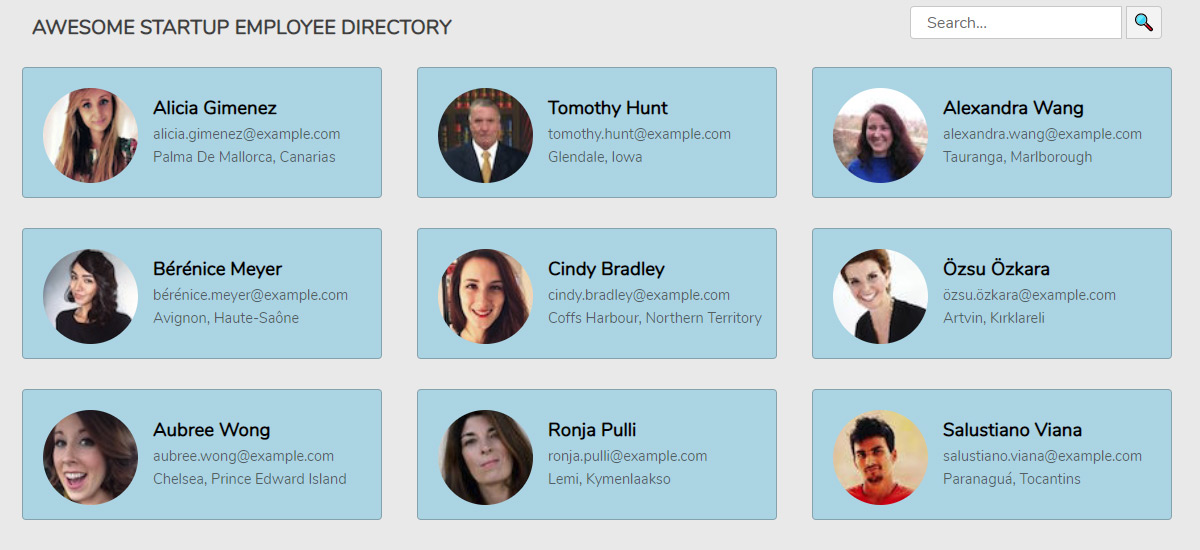 AWESOME STARTUP EMPLOYEE DIRECTORY
Search...
Alicia Gimenez
alicia.gimenez@example.com
Palma De Mallorca, Canarias
Tomothy Hunt
tomothy.hunt@example.com
Glendale, Iowa
Alexandra Wang
alexandra.wang@example.com
Tauranga, Marlborough
Bérénice Meyer
bérénice.meyer@example.com
Avignon, Haute-Saône
Cindy Bradley
cindy.bradley@example.com
Coffs Harbour, Northern Territory
Özsu Özkara
özsu.özkara@example.com
Artvin, Kırklareli
Aubree Wong
aubree.wong@example.com
Chelsea, Prince Edward Island
Ronja Pulli
ronja.pulli@example.com
Lemi, Kymenlaakso
Salustiano Viana
salustiano.viana@example.com
Paranaguá, Tocantins